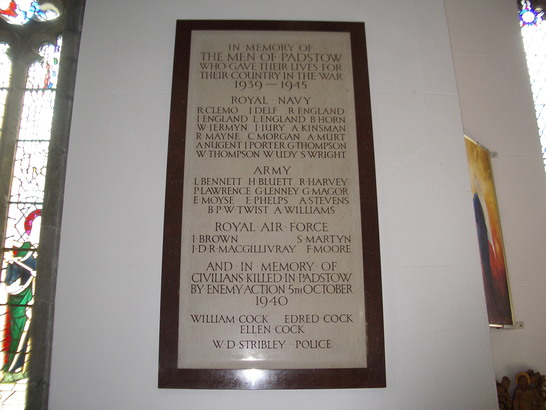 IN MEMORY OF
THE MEN OF PADSTOW
WHO GAVE THEIR LIVES FOR
THEIR COUNTRY IN THE WAR
1939 — 1945
ROYAL NAVY
R·CLEMO J·DELF R·ENGLAND
J·ENGLAND L·ENGLAND B·HORN
W·JERMYN J·JURY A·KINSMAN
R·MAYNE C·MORGAN A·MURT
A·NUGENT J·PORTER G·THOMPSON
W·THOMPSON W·UDY S·WRIGHT
ARMY
L·BENNETT H·BLUETT R·HARVEY
P·LAWRENCE G·LENNEY G·MAGOR
E·MOYSE E·PHELPS A·STEVENS
B·P·W·TWIST A·WILLIAMS
ROYAL AIR FORCE
J·BROWN S·MARTYN
J·D·R·MACGILLIVRAY F·MOORE
AND·IN·MEMORY OF
CIVILIANS KILLED IN PADSTOW
BY ENEMY ACTION 5TH OCTOBER
1940
WILLIAM COCK EDRED COCK
ELLEN COCK
W·D·STRIBLEY·POLICE